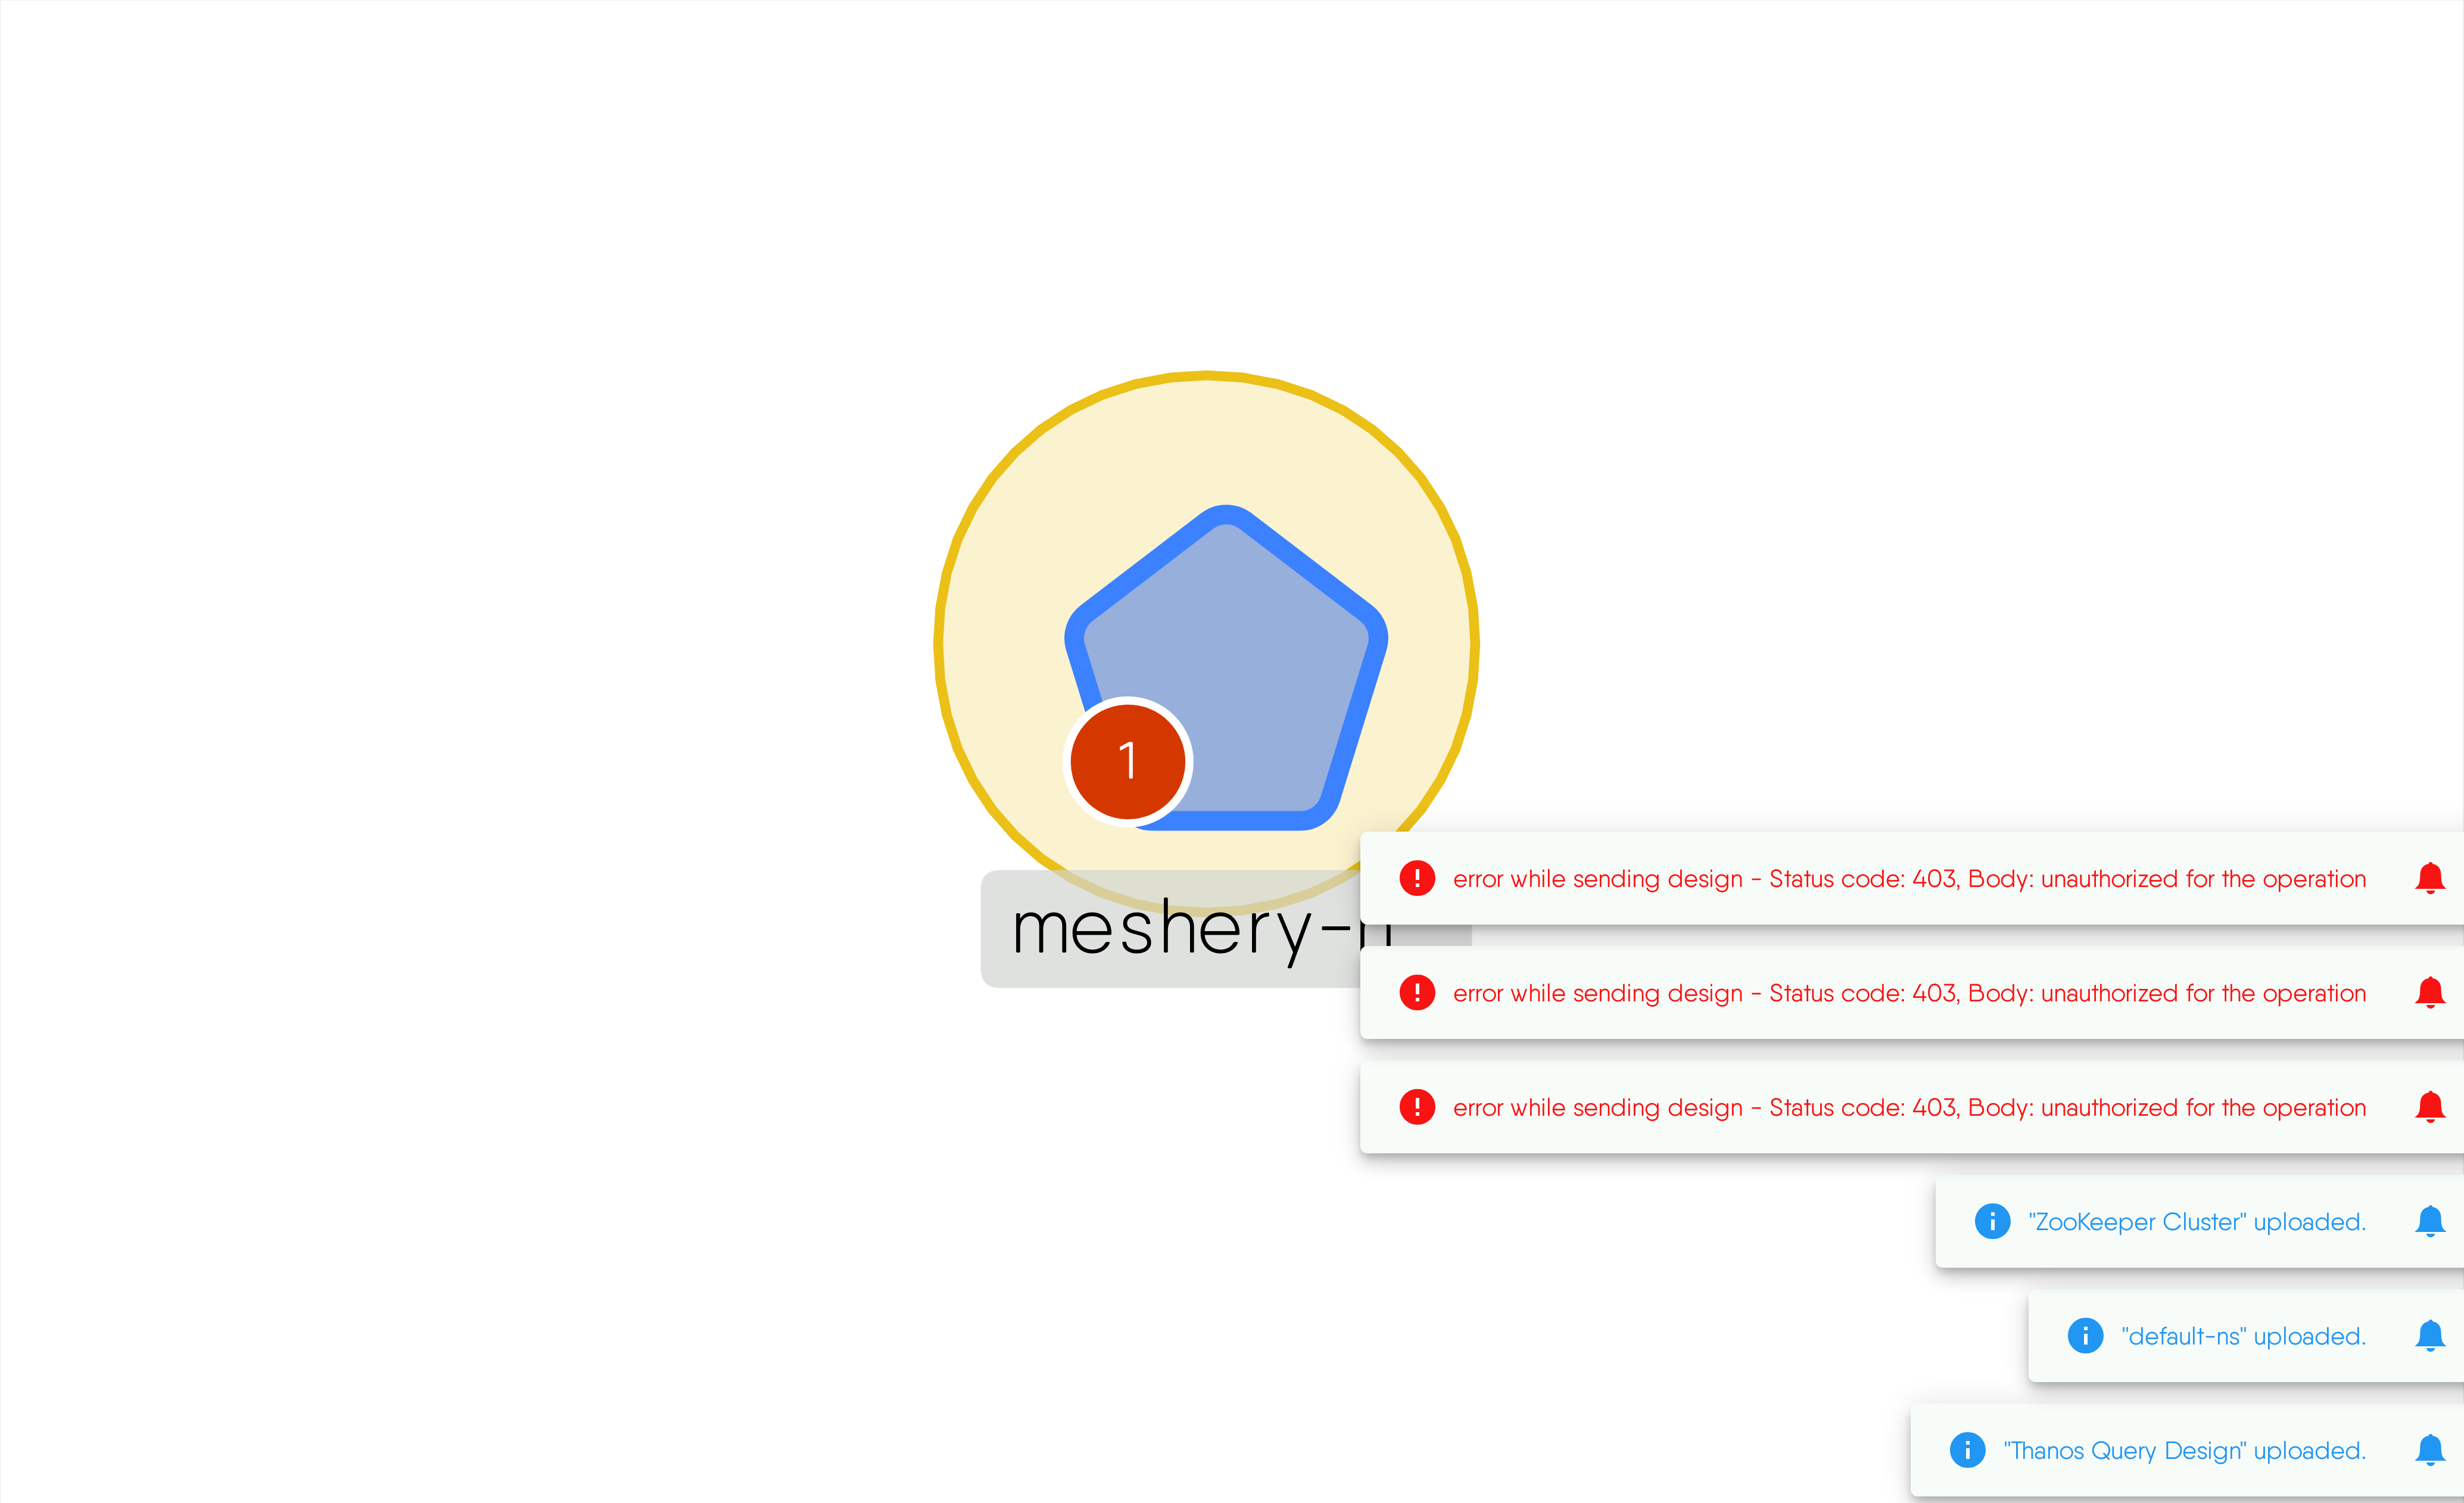 1
meshery-n
error while sending design - Status code: 403, Body: unauthorized for the operation
error while sending design - Status code: 403, Body: unauthorized for the operation
error while sending design - Status code: 403, Body: unauthorized for the operation
"ZooKeeper Cluster" uploaded.
"default-ns" uploaded.
"Thanos Query Design" uploaded.